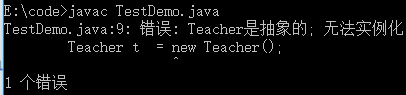 E:\code>javac TestDemo.java
TestDemo.java:9: 错误: Teacher是抽象的; 无法实例化
Teacher t  = new Teacher();
^
1 个错误